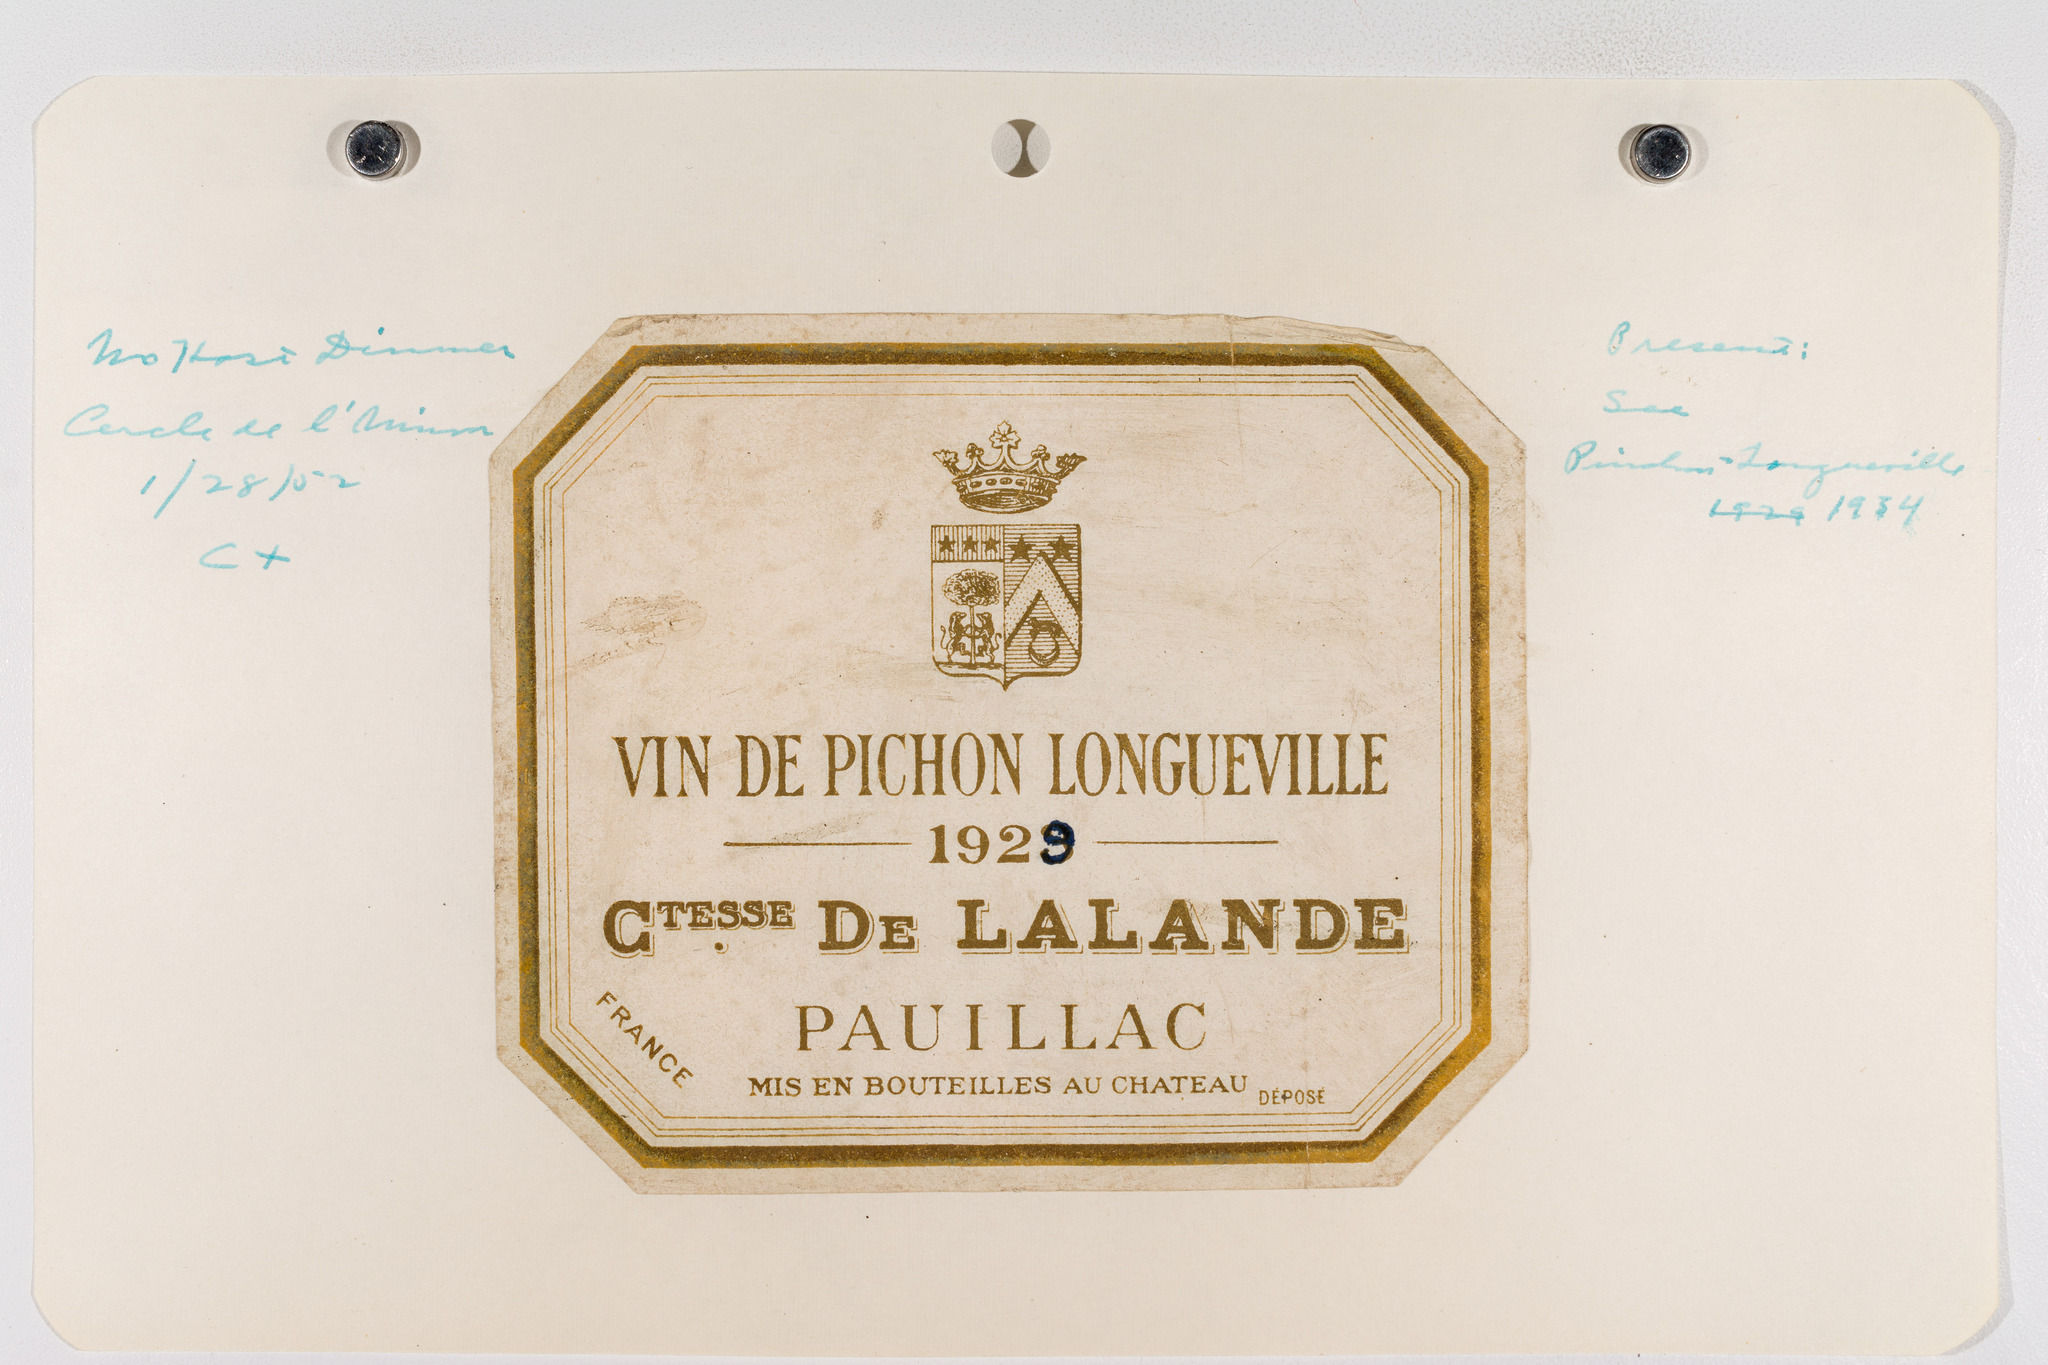 No Host Dinner
Cercle de l'Union
1/28/52
C+
Present:
See
Pichon-Longueville
1929 1934
VIN DE PICHON LONGUEVILLE
1929
CTESSE DE LALANDE
PAUILLAC
FRANCE
MIS EN BOUTEILLES AU CHATEAU
DÉPOSÉ